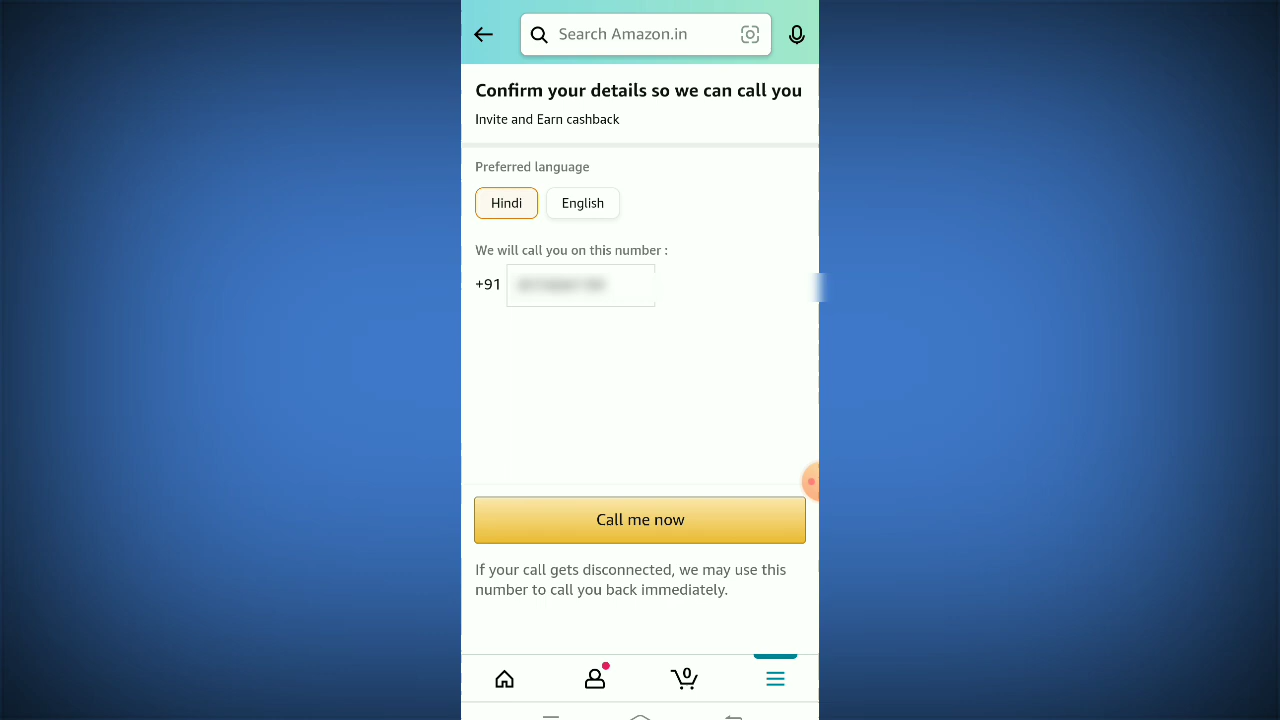 Search Amazon.in
Confirm your details so we can call you
Invite and Earn cashback
Preferred language
Hindi English
We will call you on this number :
+91
Call me now
If your call gets disconnected, we may use this
number to call you back immediately.
0